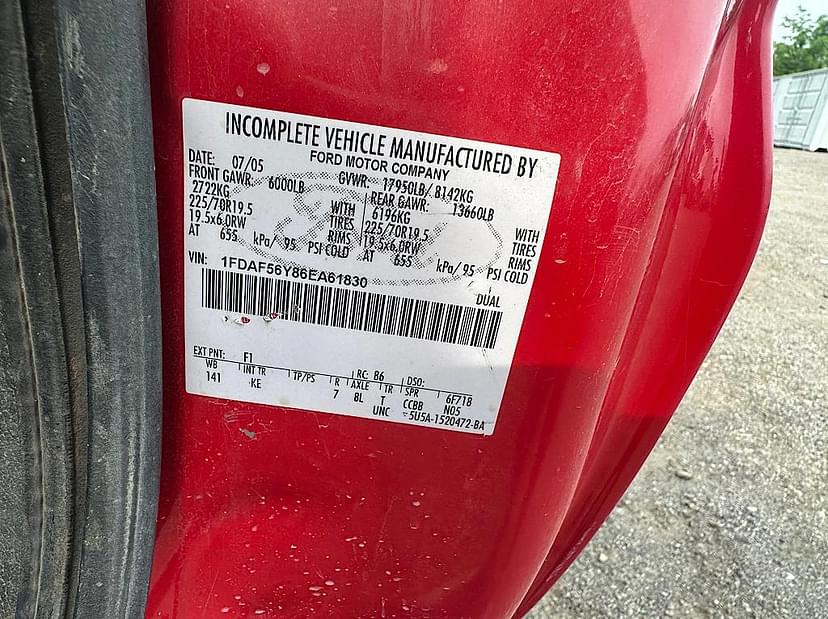 INCOMPLETE VEHICLE MANUFACTURED BY
FORD MOTOR COMPANY
DATE: 07/05 GVWR: 17950LB/ 8142KG
FRONT GAWR: 6000LB REAR GAWR: 13660LB
2722KG WITH 6196KG WITH
225/70R19.5 TIRES 225/70R19.5 TIRES
19.5x6.0RW RIMS 19.5x6.0RW RIMS
AT 655 kPa/ 95 PSI COLD AT 655 kPa/ 95 PSI COLD
VIN: 1FDAF56Y86EA61830
DUAL
EXT PNT: F1 RC: 86 DSO:
WB INT TR TP/PS R AXLE TR SPR 6F718
141 KE 7 8L T CCBB N05
UNC 5U5A-1520472-BA